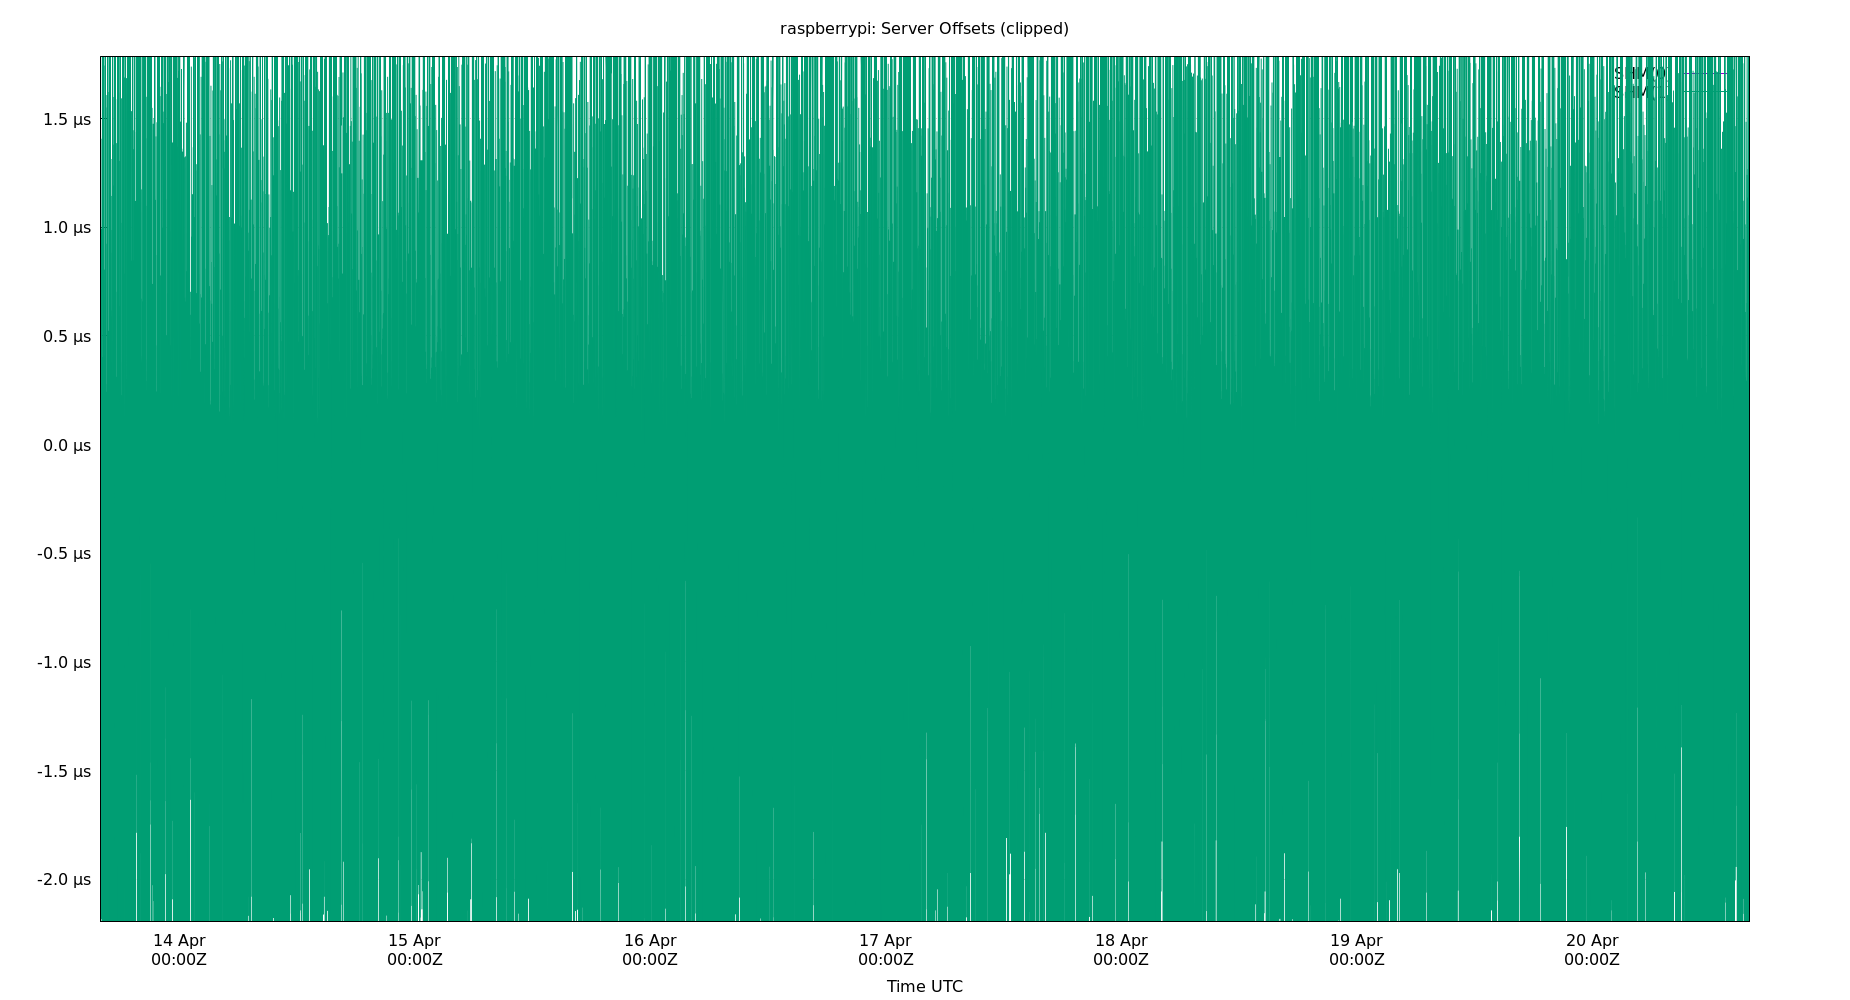 raspberrypi: Server Offsets (clipped)
SHM(0)
1.5 µs
1.0 µs
0.5 µs
0.0 µs
-0.5 µs
-1.0 µs
-1.5 µs
-2.0 µs
14 Apr 15 Apr 16 Apr 17 Apr 18 Apr 19 Apr 20 Apr
00:00Z 00:00Z 00:00Z 00:00Z 00:00Z 00:00Z 00:00Z
Time UTC